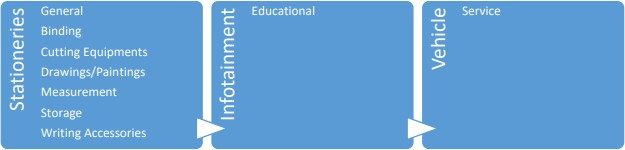 Stationeries
General
Binding
Cutting Equipments
Drawings/Paintings
Measurement
Storage
Writing Accessories
Infotainment
Educational
Vehicle
Service